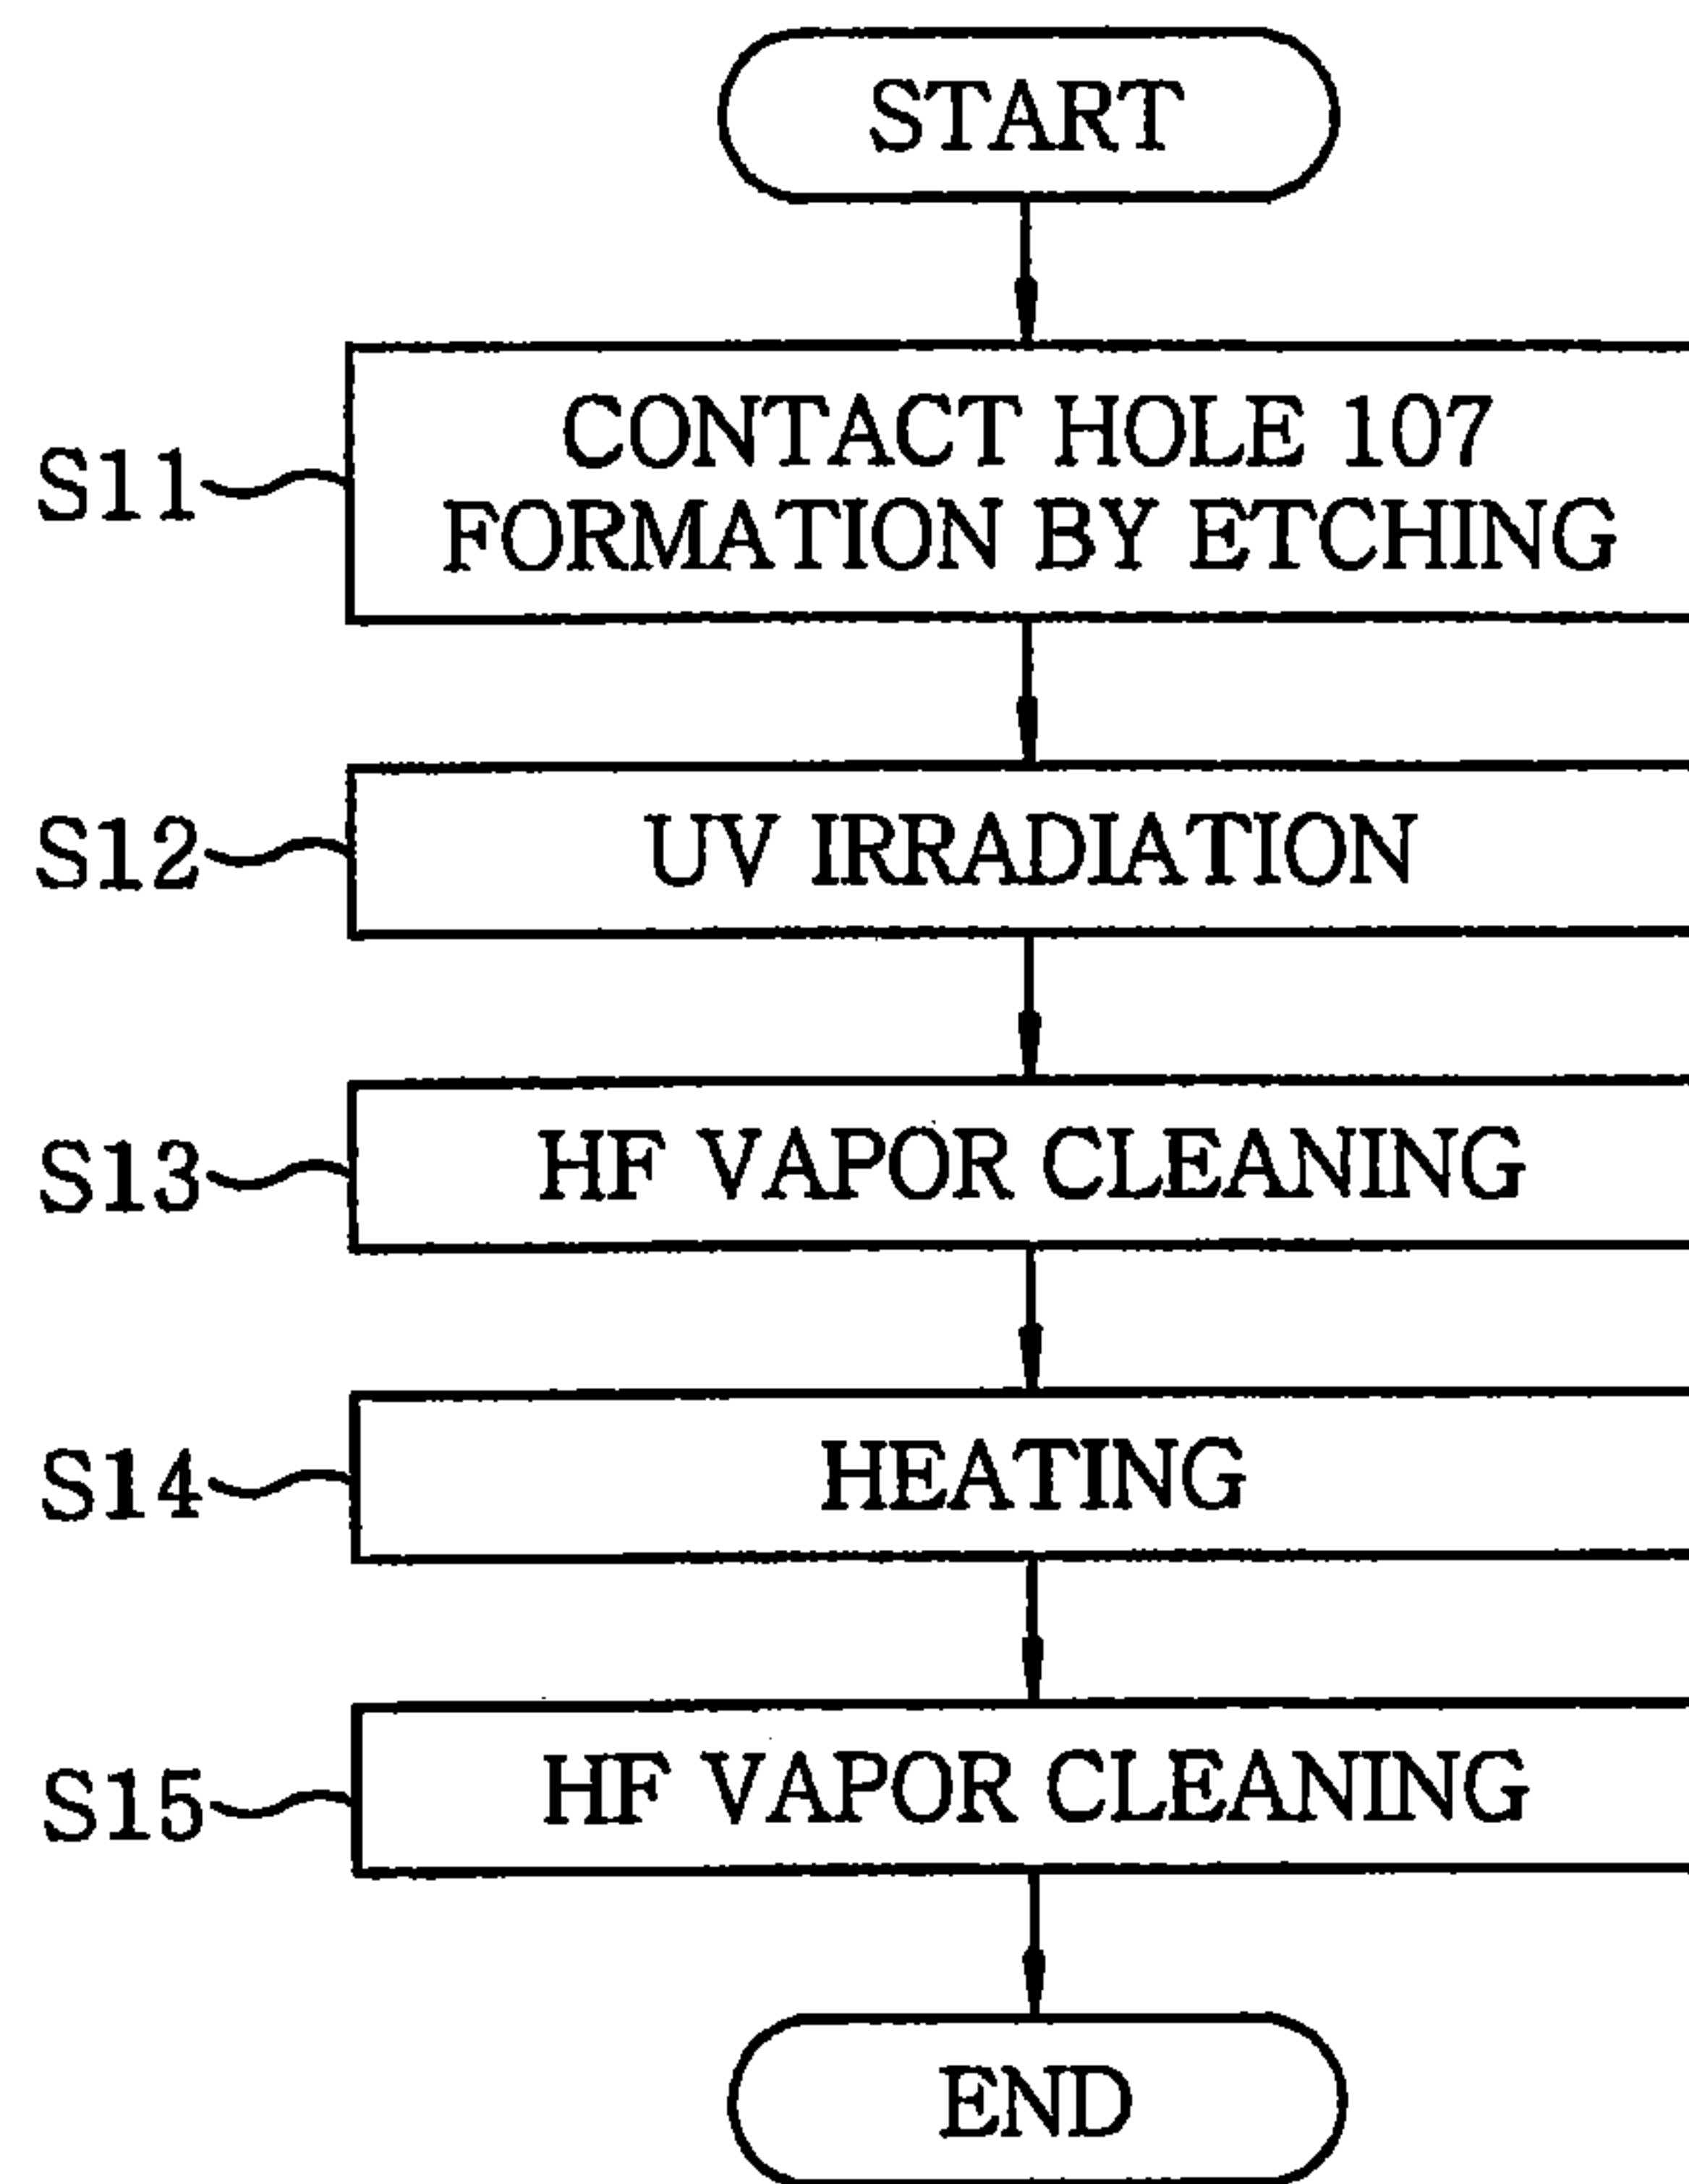 START
S11
CONTACT HOLE 107
FORMATION BY ETCHING
S12
UV IRRADIATION
S13
HF VAPOR CLEANING
S14
HEATING
S15
HF VAPOR CLEANING
END